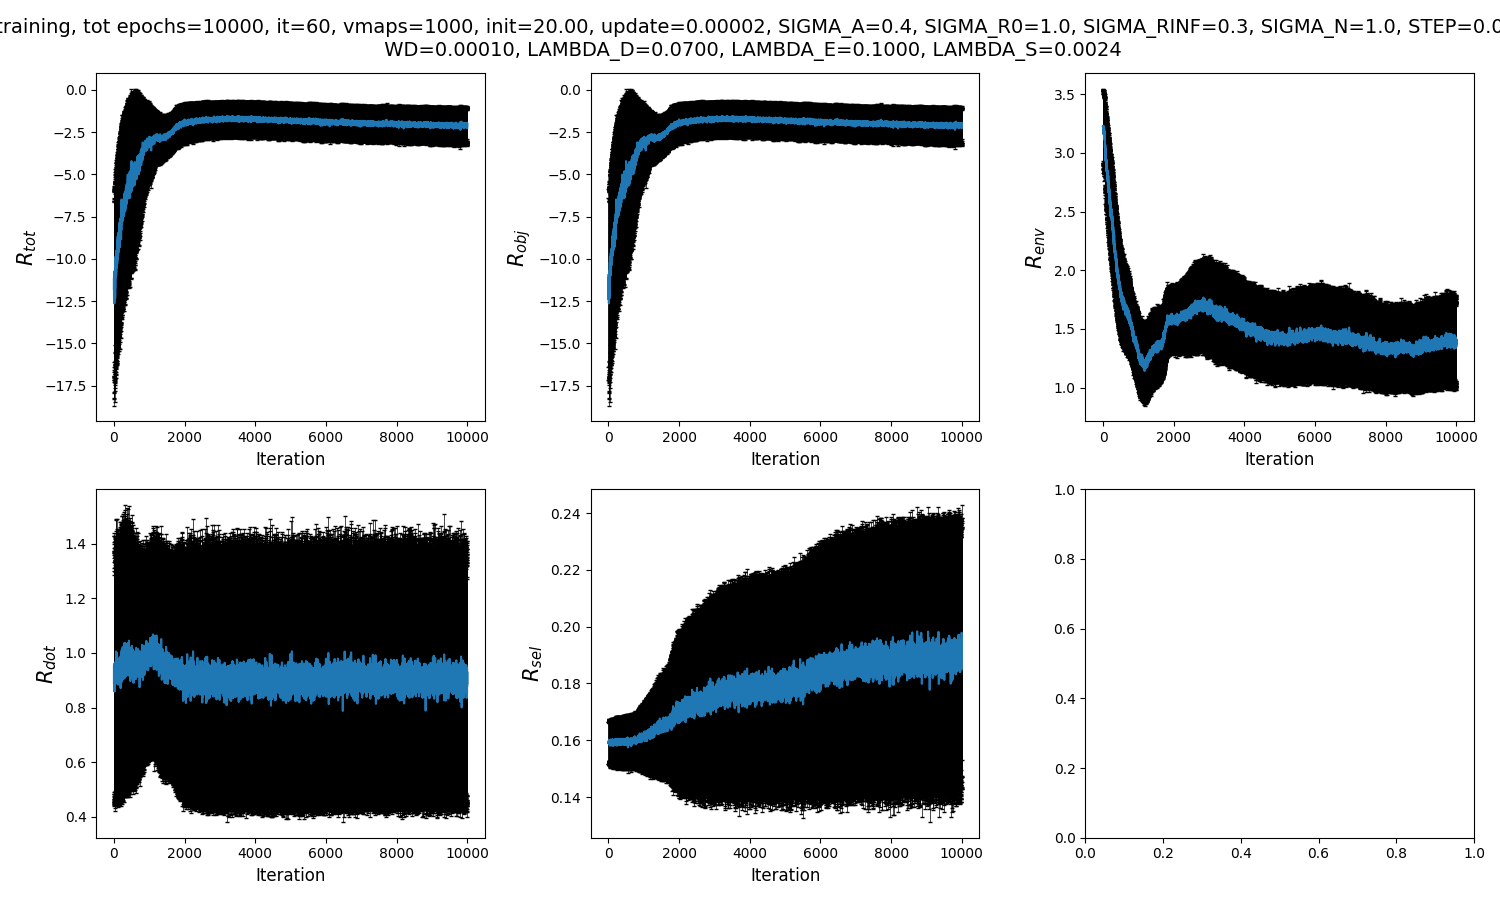 training, tot epochs=10000, it=60, vmaps=1000, init=20.00, update=0.00002, SIGMA_A=0.4, SIGMA_R0=1.0, SIGMA_RINF=0.3, SIGMA_N=1.0, STEP=0.0
WD=0.00010, LAMBDA_D=0.0700, LAMBDA_E=0.1000, LAMBDA_S=0.0024
R_tot
0.0
−2.5
−5.0
−7.5
−10.0
−12.5
−15.0
−17.5
0 2000 4000 6000 8000 10000
Iteration
R_obj
0.0
−2.5
−5.0
−7.5
−10.0
−12.5
−15.0
−17.5
0 2000 4000 6000 8000 10000
Iteration
R_env
3.5
3.0
2.5
2.0
1.5
1.0
0 2000 4000 6000 8000 10000
Iteration
R_dot
1.4
1.2
1.0
0.8
0.6
0.4
0 2000 4000 6000 8000 10000
Iteration
R_sel
0.24
0.22
0.20
0.18
0.16
0.14
0 2000 4000 6000 8000 10000
Iteration
1.0
0.8
0.6
0.4
0.2
0.0
0.0 0.2 0.4 0.6 0.8 1.0